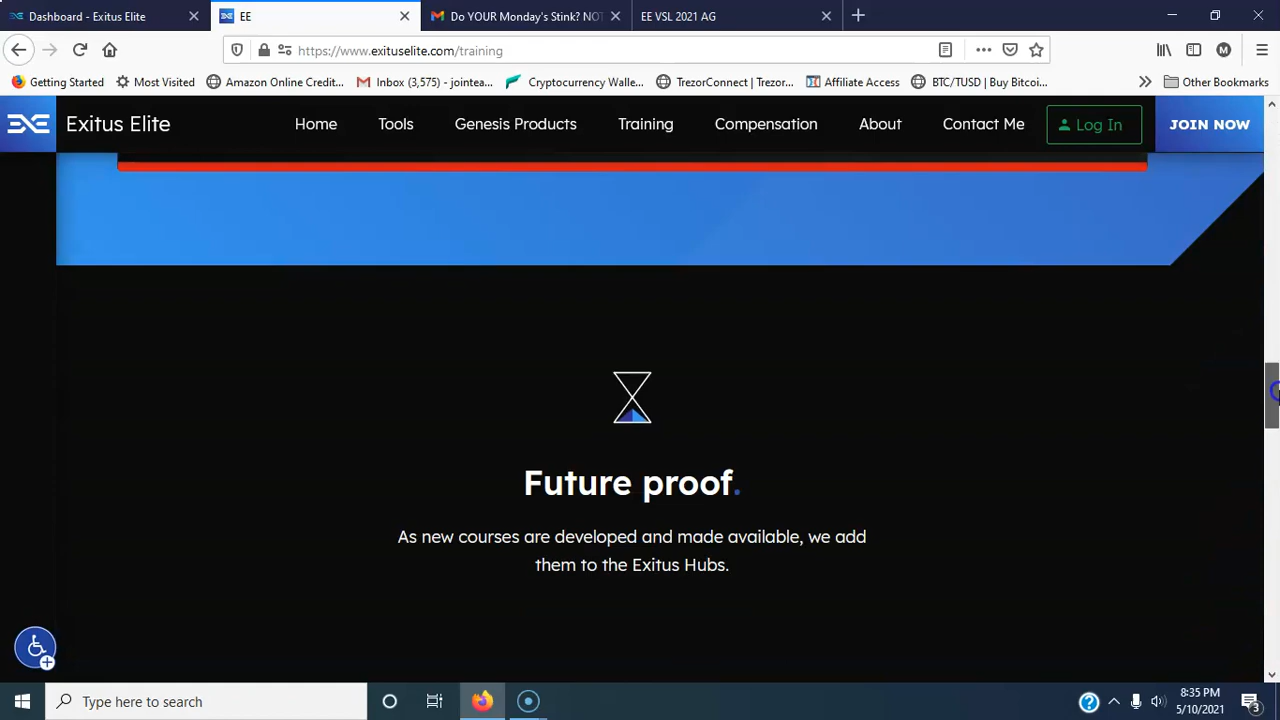 Dashboard - Exitus Elite
EE
Do YOUR Monday's Stink? NOT
EE VSL 2021 AG
https://www.exituselite.com/training
Getting Started
Most Visited
Amazon Online Credit...
Inbox (3,575) - jointea...
Cryptocurrency Walle...
TrezorConnect | Trezor...
Affiliate Access
BTC/TUSD | Buy Bitcoi...
Other Bookmarks
M
Exitus Elite
Home
Tools
Genesis Products
Training
Compensation
About
Contact Me
Log In
JOIN NOW
Future proof.
As new courses are developed and made available, we add
them to the Exitus Hubs.
Type here to search
8:35 PM
5/10/2021
3